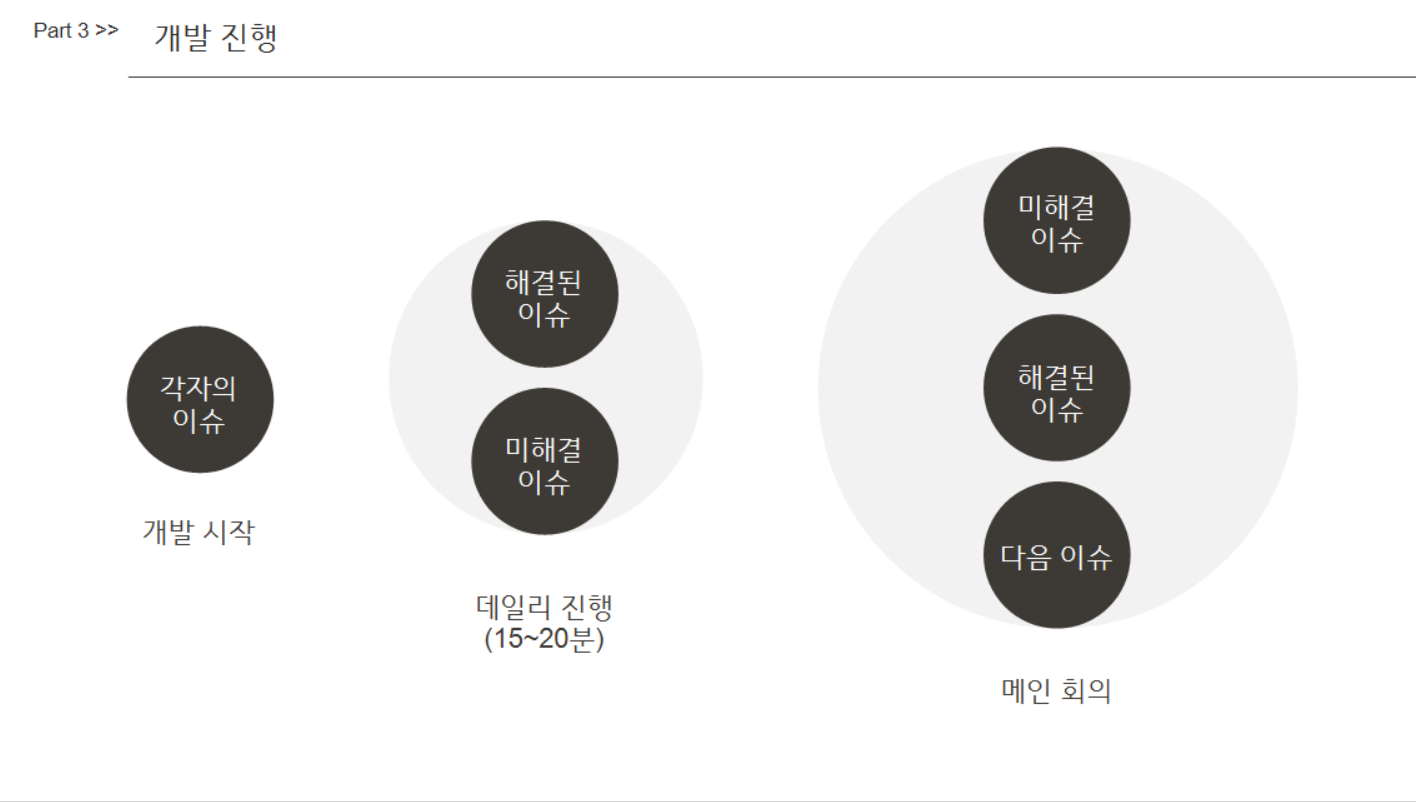 Part 3 >>
개발 진행
각자의
이슈
개발 시작
해결된
이슈
미해결
이슈
데일리 진행
(15~20분)
미해결
이슈
해결된
이슈
다음 이슈
메인 회의